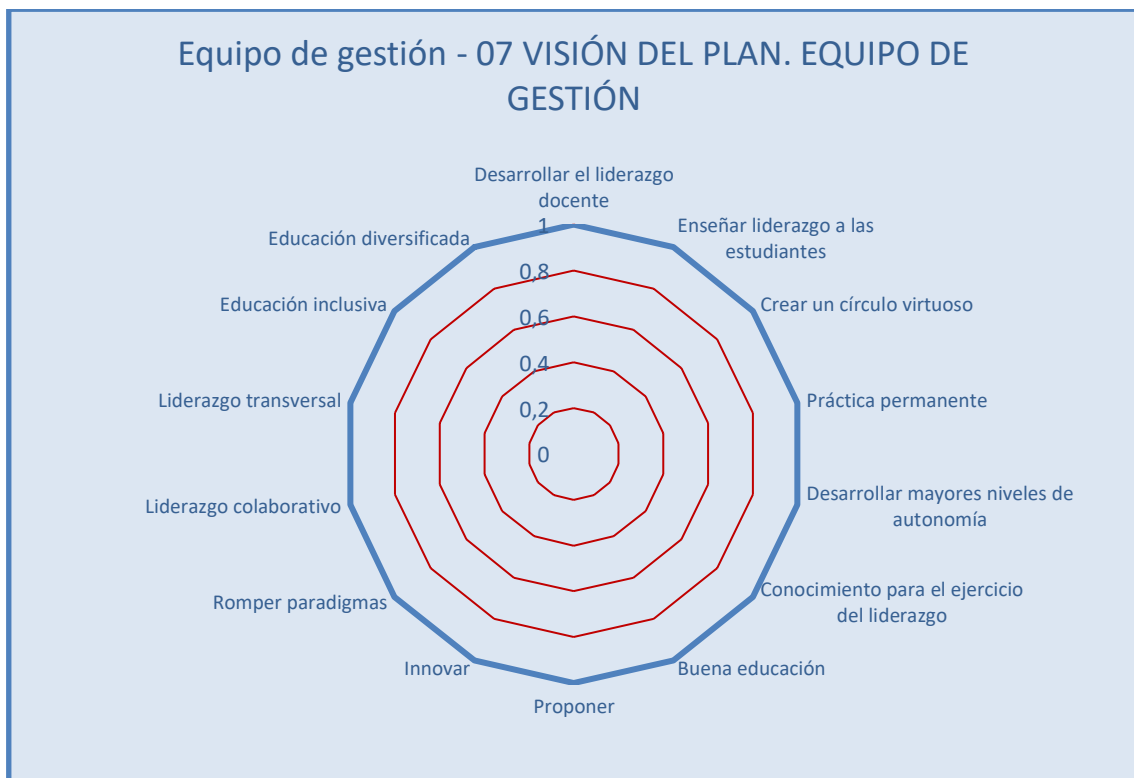 Equipo de gestión - 07 VISIÓN DEL PLAN. EQUIPO DE
GESTIÓN
Desarrollar el liderazgo
docente
Enseñar liderazgo a las
estudiantes
Crear un círculo virtuoso
Práctica permanente
Desarrollar mayores niveles de
autonomía
Conocimiento para el ejercicio
del liderazgo
Buena educación
Proponer
Innovar
Romper paradigmas
Liderazgo colaborativo
Liderazgo transversal
Educación inclusiva
Educación diversificada
1
0,8
0,6
0,4
0,2
0